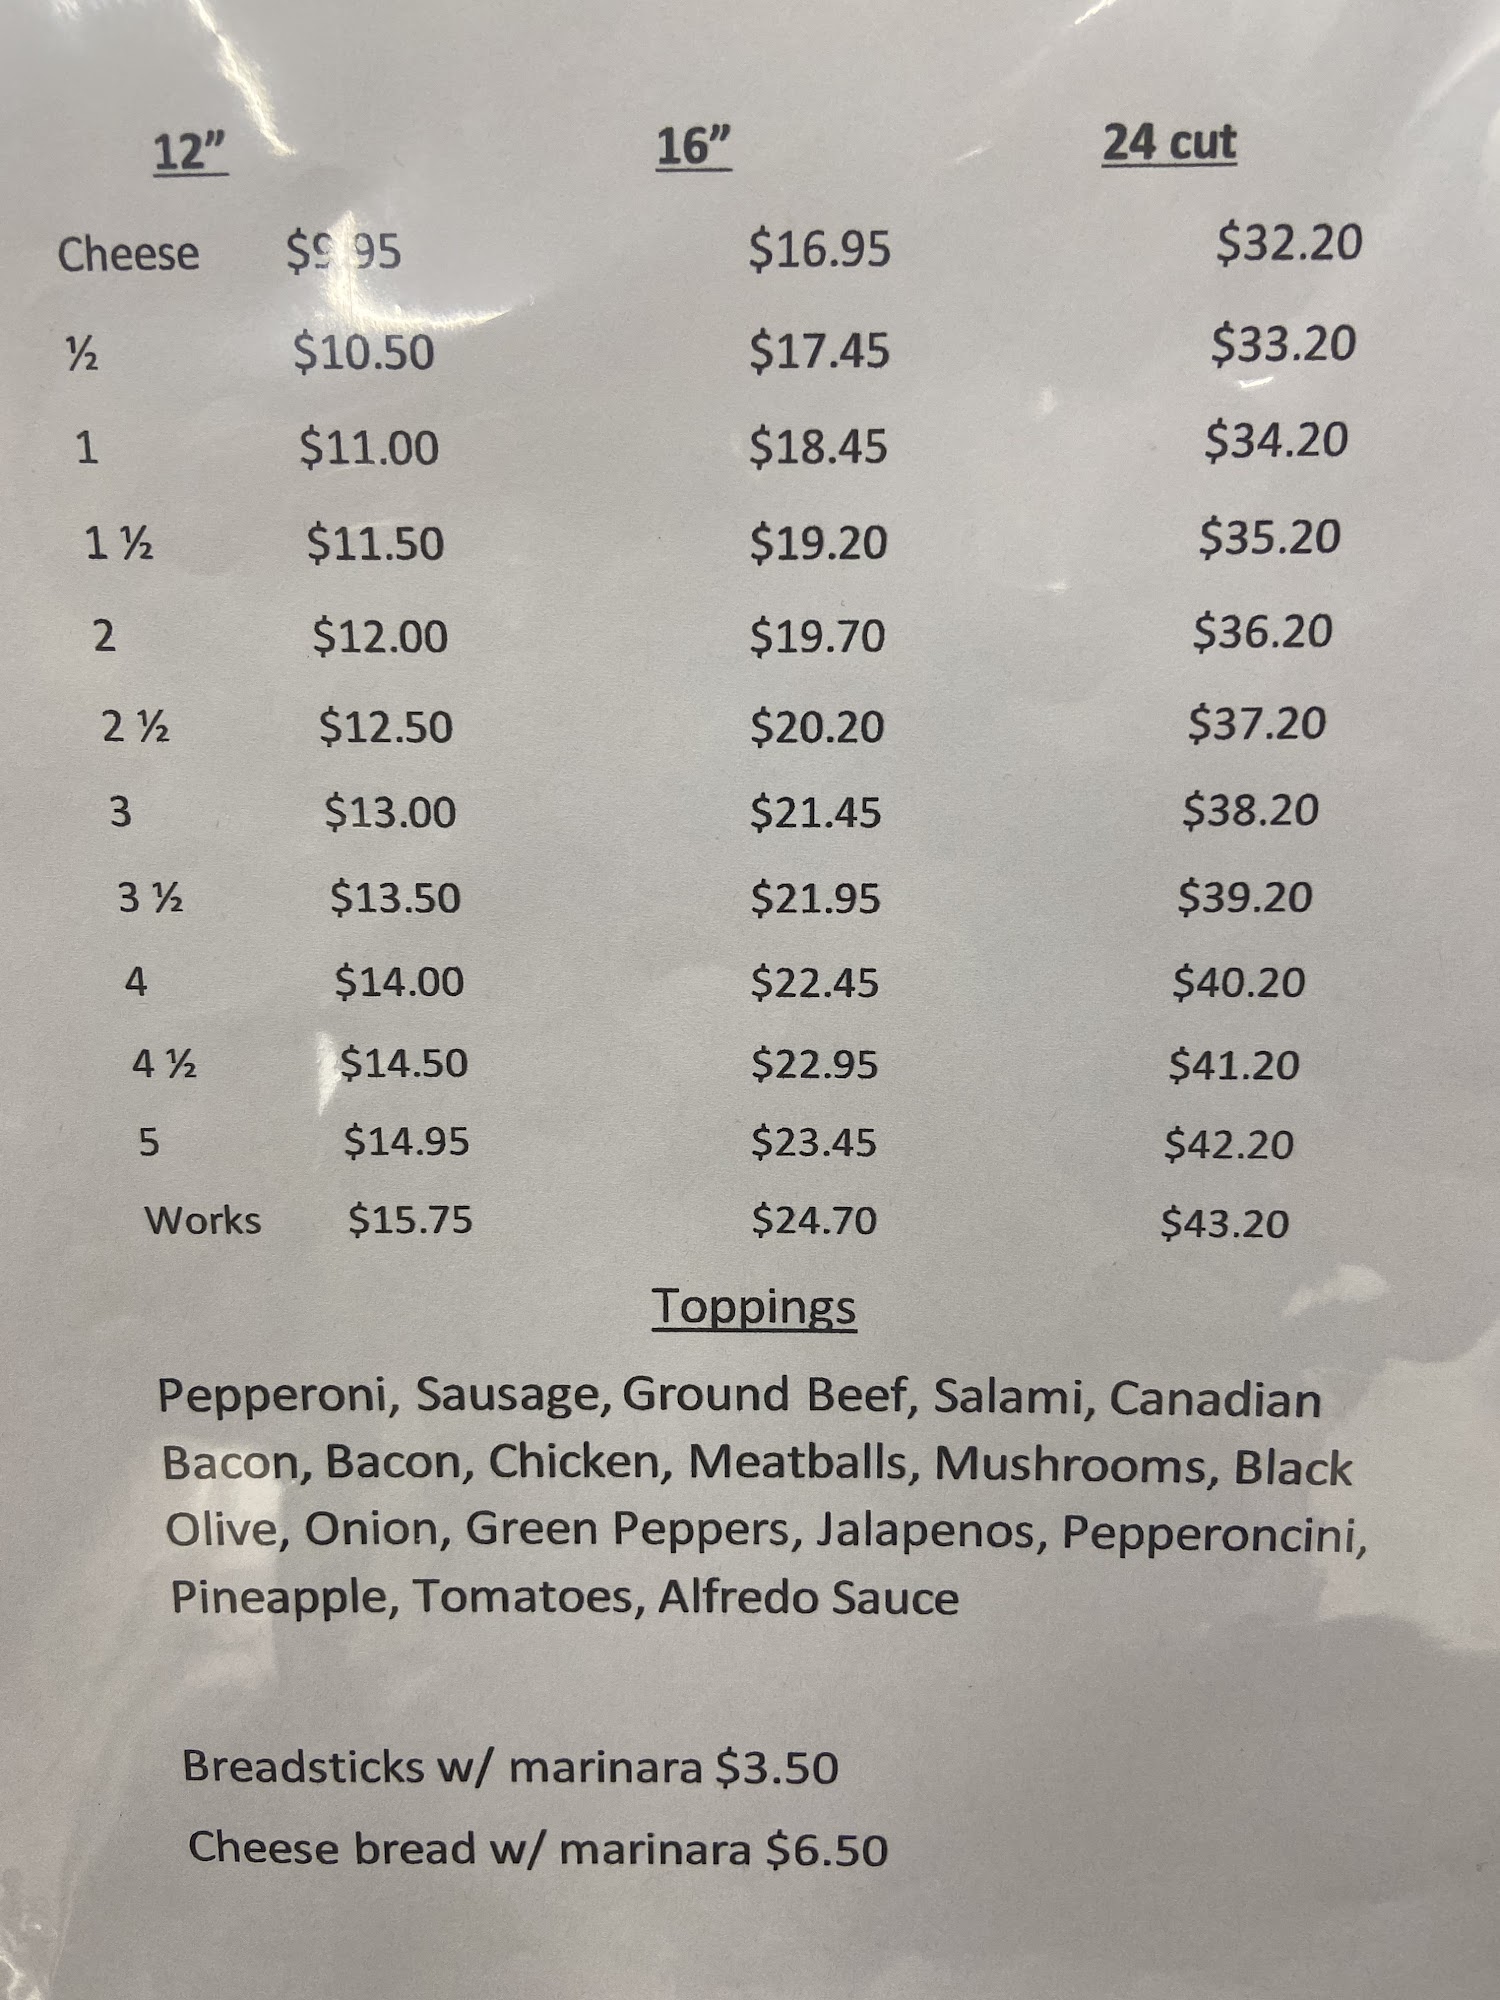 12” 16” 24 cut
Cheese $9.95 $16.95 $32.20
½ $10.50 $17.45 $33.20
1 $11.00 $18.45 $34.20
1 ½ $11.50 $19.20 $35.20
2 $12.00 $19.70 $36.20
2 ½ $12.50 $20.20 $37.20
3 $13.00 $21.45 $38.20
3 ½ $13.50 $21.95 $39.20
4 $14.00 $22.45 $40.20
4 ½ $14.50 $22.95 $41.20
5 $14.95 $23.45 $42.20
Works $15.75 $24.70 $43.20
Toppings
Pepperoni, Sausage, Ground Beef, Salami, Canadian
Bacon, Bacon, Chicken, Meatballs, Mushrooms, Black
Olive, Onion, Green Peppers, Jalapenos, Pepperoncini,
Pineapple, Tomatoes, Alfredo Sauce
Breadsticks w/ marinara $3.50
Cheese bread w/ marinara $6.50